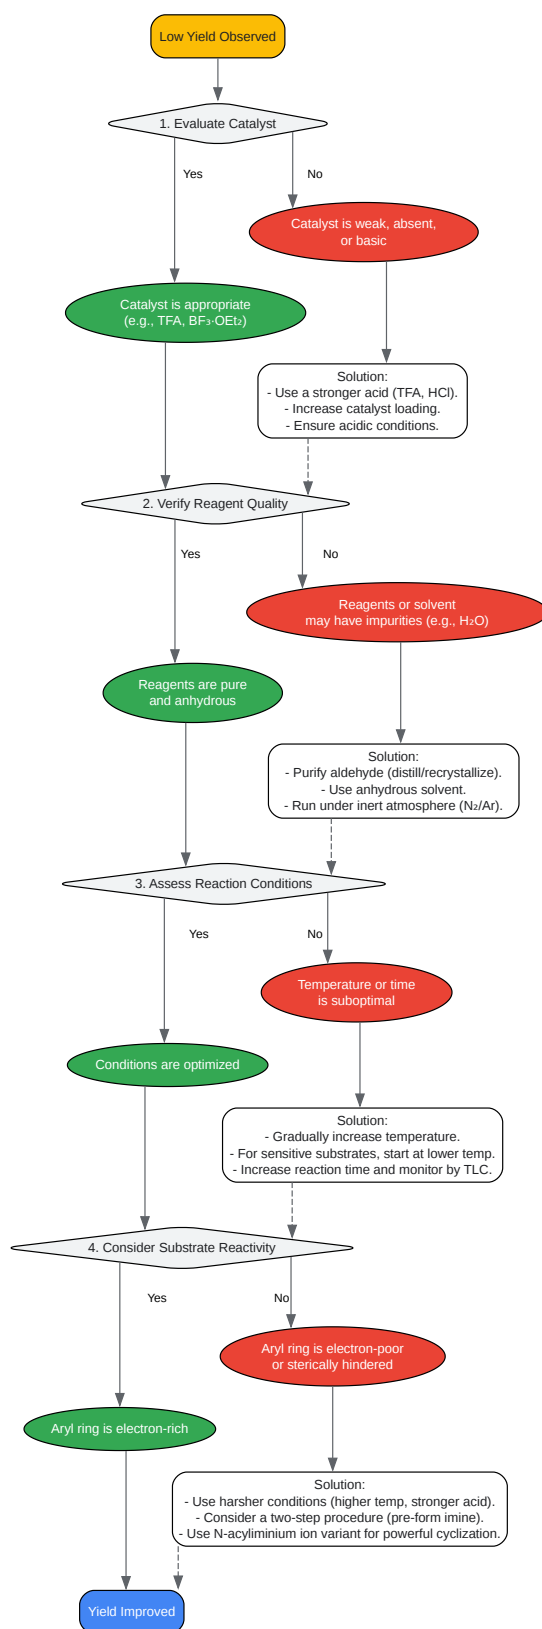 Low Yield Observed
1. Evaluate Catalyst
Yes
No
Catalyst is weak, absent,
or basic
Catalyst is appropriate
(e.g., TFA, BF₃·OEt₂)
Solution:
- Use a stronger acid (TFA, HCl).
- Increase catalyst loading.
- Ensure acidic conditions.
2. Verify Reagent Quality
Yes
No
Reagents or solvent
may have impurities (e.g., H₂O)
Reagents are pure
and anhydrous
Solution:
- Purify aldehyde (distill/recrystallize).
- Use anhydrous solvent.
- Run under inert atmosphere (N₂/Ar).
3. Assess Reaction Conditions
Yes
No
Temperature or time
is suboptimal
Conditions are optimized
Solution:
- Gradually increase temperature.
- For sensitive substrates, start at lower temp.
- Increase reaction time and monitor by TLC.
4. Consider Substrate Reactivity
Yes
No
Aryl ring is electron-poor
or sterically hindered
Aryl ring is electron-rich
Solution:
- Use harsher conditions (higher temp, stronger acid).
- Consider a two-step procedure (pre-form imine).
- Use N-acyliminium ion variant for powerful cyclization.
Yield Improved